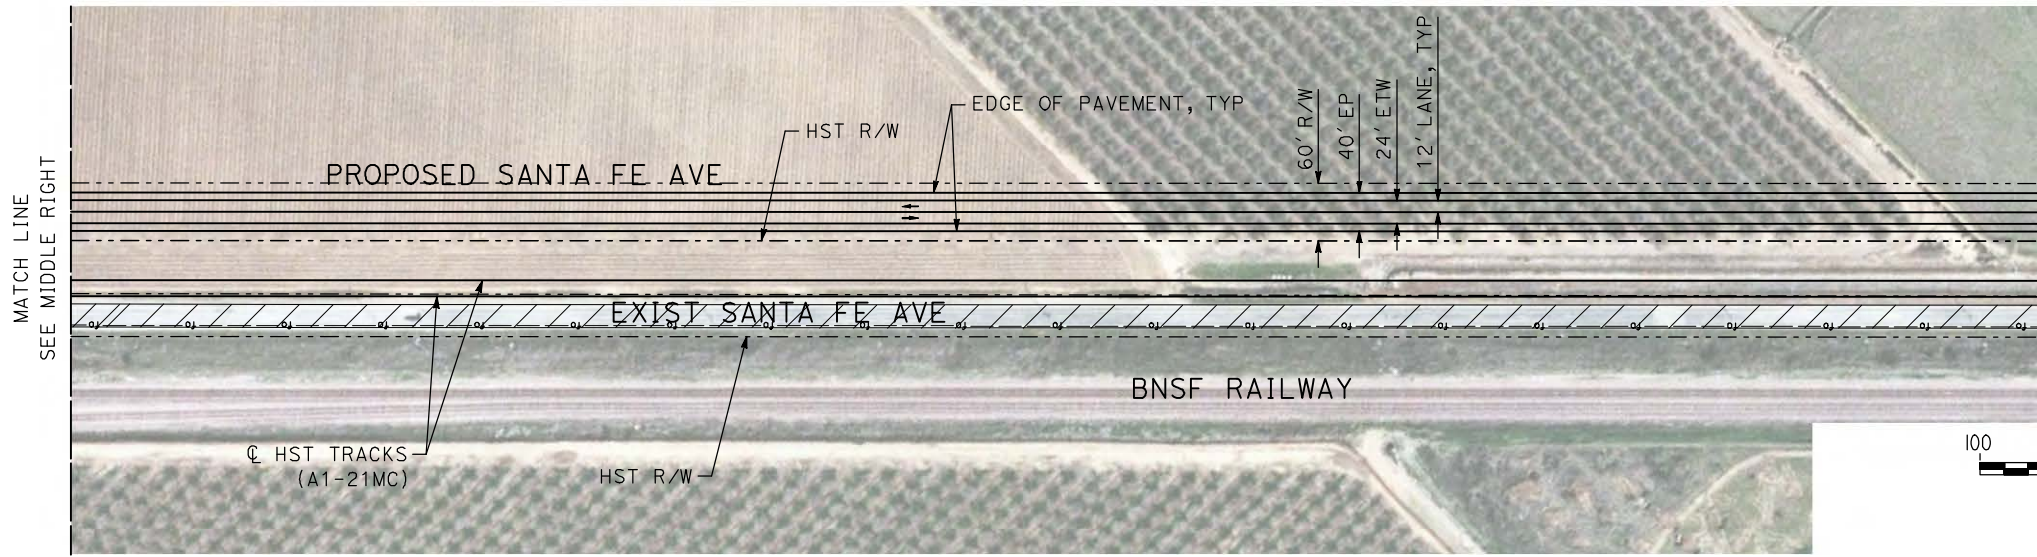 MATCH LINE
SEE MIDDLE RIGHT
PROPOSED SANTA FE AVE
HST R/W
EDGE OF PAVEMENT, TYP
60' R/W
40' EP
24' ETW
12' LANE, TYP
EXIST SANTA FE AVE
BNSF RAILWAY
℄ HST TRACKS
(A1-21MC)
HST R/W
100